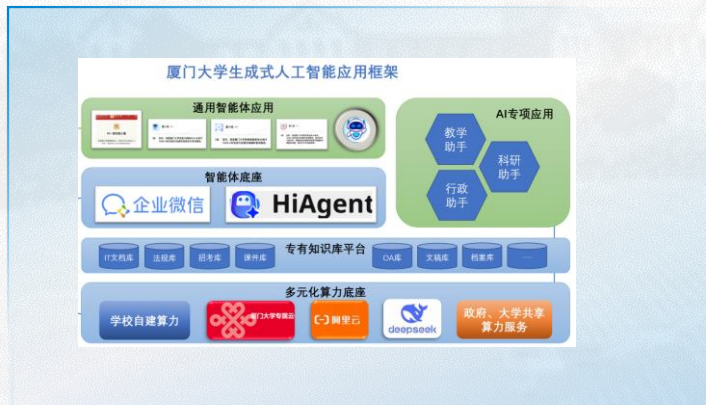 厦门大学生成式人工智能应用框架
通用智能体应用
AI专项应用
教学
助手
科研
助手
行政
助手
智能体底座
企业微信
HiAgent
专有知识库平台
IT文档库
法规库
招考库
课件库
OA库
文稿库
档案库
......
多元化算力底座
学校自建算力
厦门大学专属云
阿里云
deepseek
政府、大学共享
算力服务